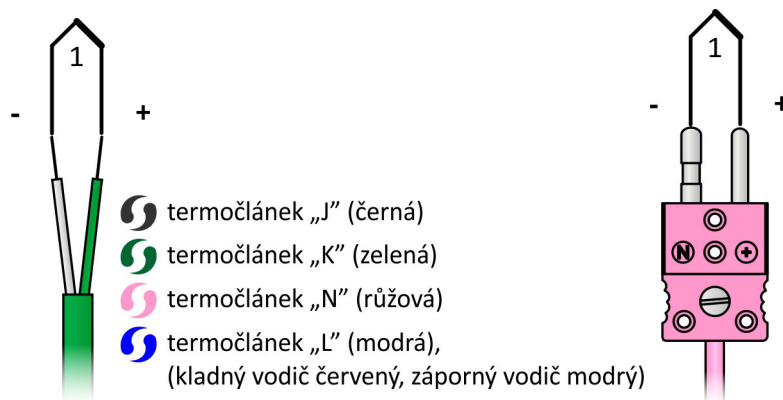 1
- +
termočlánek „J” (černá)
termočlánek „K” (zelená)
termočlánek „N” (růžová)
termočlánek „L” (modrá),
(kladný vodič červený, záporný vodič modrý)
1
- +
N +